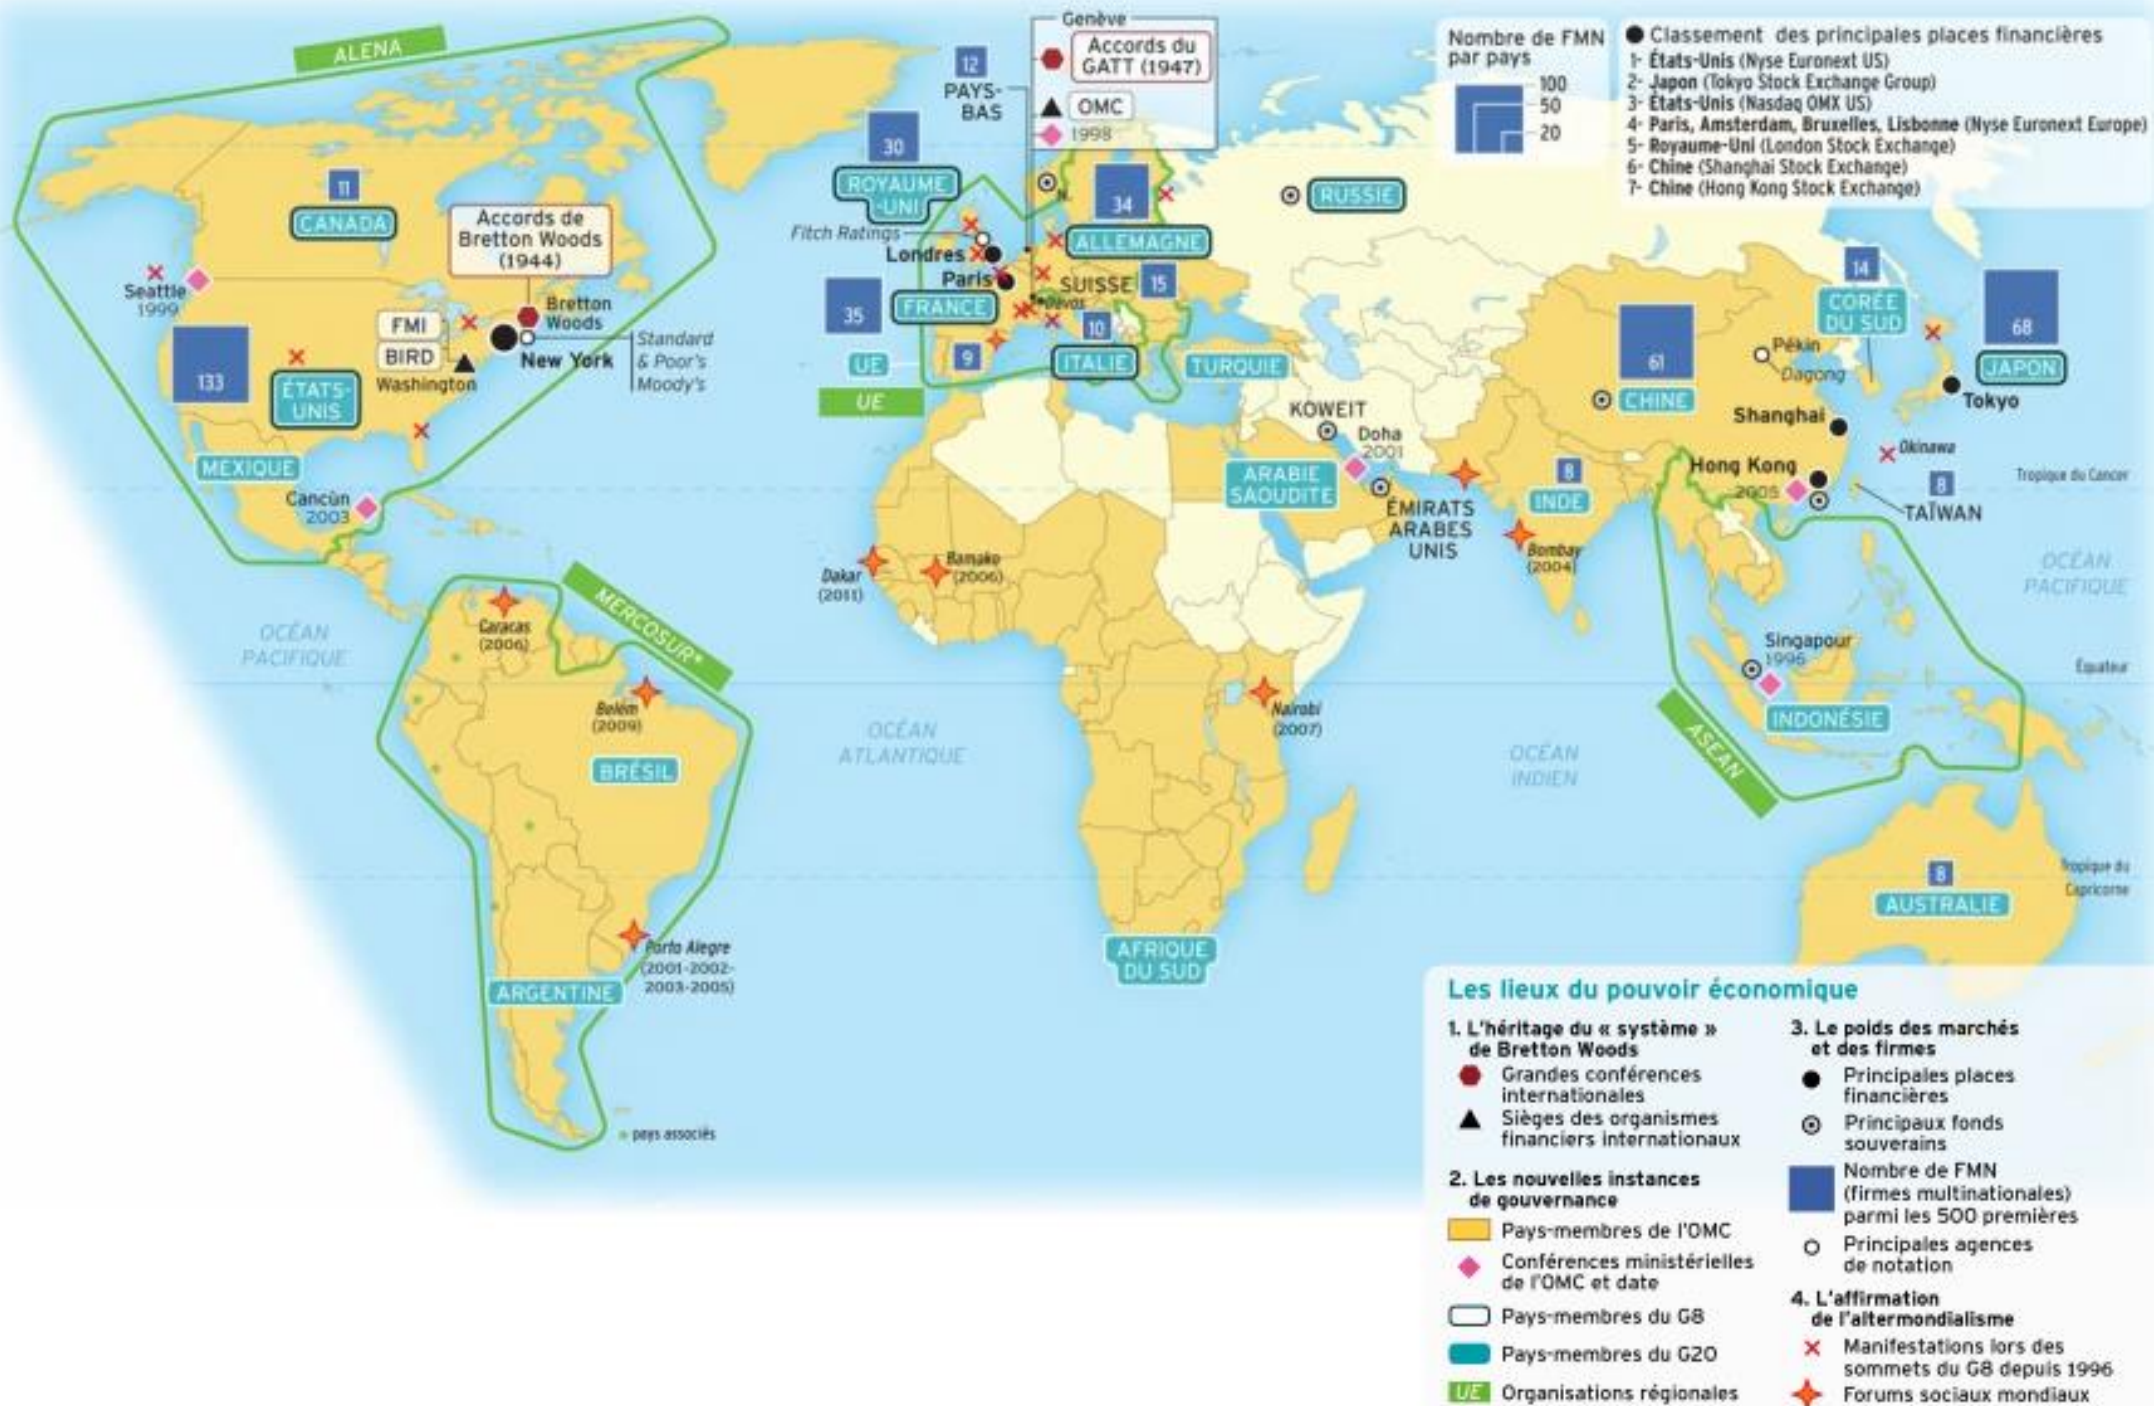 ALENA
Genève
Accords du
GATT (1947)
OMC
1998
12
PAYS-
BAS
30
ROYAUME
-UNI
Fitch Ratings
Londres
Paris
FRANCE
35
UE
UE
9
N.
34
ALLEMAGNE
SUISSE
15
Davos
10
ITALIE
TURQUIE
RUSSIE
Nombre de FMN
par pays
100
50
20
Classement des principales places financières
1- États-Unis (Nyse Euronext US)
2- Japon (Tokyo Stock Exchange Group)
3- États-Unis (Nasdaq OMX US)
4- Paris, Amsterdam, Bruxelles, Lisbonne (Nyse Euronext Europe)
5- Royaume-Uni (London Stock Exchange)
6- Chine (Shanghai Stock Exchange)
7- Chine (Hong Kong Stock Exchange)
11
CANADA
Accords de
Bretton Woods
(1944)
Seattle
1999
133
ÉTATS-
UNIS
FMI
BIRD
Washington
Bretton
Woods
New York
Standard
& Poor's
Moody's
MEXIQUE
Cancùn
2003
MERCOSUR*
Caracas
(2006)
Belém
(2009)
BRÉSIL
Porto Alegre
(2001-2002-
2003-2005)
ARGENTINE
pays associés
OCÉAN
PACIFIQUE
OCÉAN
ATLANTIQUE
Dakar
(2011)
Bamako
(2006)
Nairobi
(2007)
AFRIQUE
DU SUD
KOWEIT
Doha
2001
ARABIE
SAOUDITE
ÉMIRATS
ARABES
UNIS
8
INDE
Bombay
(2004)
61
CHINE
Pékin
Dagong
14
CORÉE
DU SUD
68
JAPON
Tokyo
Shanghai
Okinawa
Hong Kong
2005
8
TAÏWAN
Tropique du Cancer
OCÉAN
PACIFIQUE
Singapour
1996
INDONÉSIE
ASEAN
Équateur
OCÉAN
INDIEN
8
AUSTRALIE
Tropique du
Capricorne
Les lieux du pouvoir économique
1. L'héritage du « système »
de Bretton Woods
Grandes conférences
internationales
Sièges des organismes
financiers internationaux
2. Les nouvelles instances
de gouvernance
Pays-membres de l'OMC
Conférences ministérielles
de l'OMC et date
Pays-membres du G8
Pays-membres du G20
UE Organisations régionales
3. Le poids des marchés
et des firmes
Principales places
financières
Principaux fonds
souverains
Nombre de FMN
(firmes multinationales)
parmi les 500 premières
Principales agences
de notation
4. L'affirmation
de l'altermondialisme
Manifestations lors des
sommets du G8 depuis 1996
Forums sociaux mondiaux